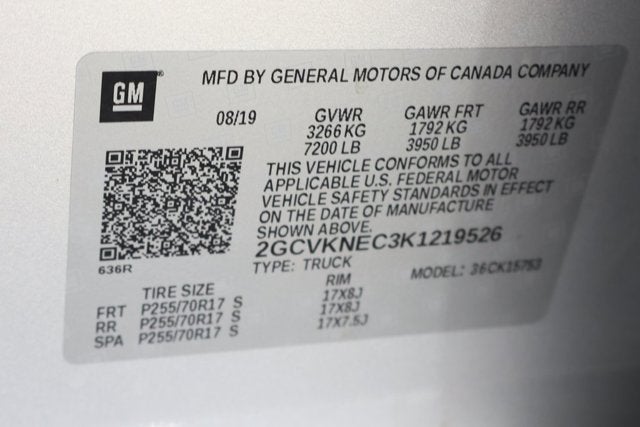 GM
MFD BY GENERAL MOTORS OF CANADA COMPANY
08/19 GVWR GAWR FRT GAWR RR
3266 KG 1792 KG 1792 KG
7200 LB 3950 LB 3950 LB
THIS VEHICLE CONFORMS TO ALL
APPLICABLE U.S. FEDERAL MOTOR
VEHICLE SAFETY STANDARDS IN EFFECT
ON THE DATE OF MANUFACTURE
SHOWN ABOVE.
2GCVKNEC3K1219526
636R
TYPE: TRUCK MODEL:
TIRE SIZE RIM
FRT P255/70R17 S 17X8J
RR P255/70R17 S 17X8J
SPA P255/70R17 S 17X7.5J